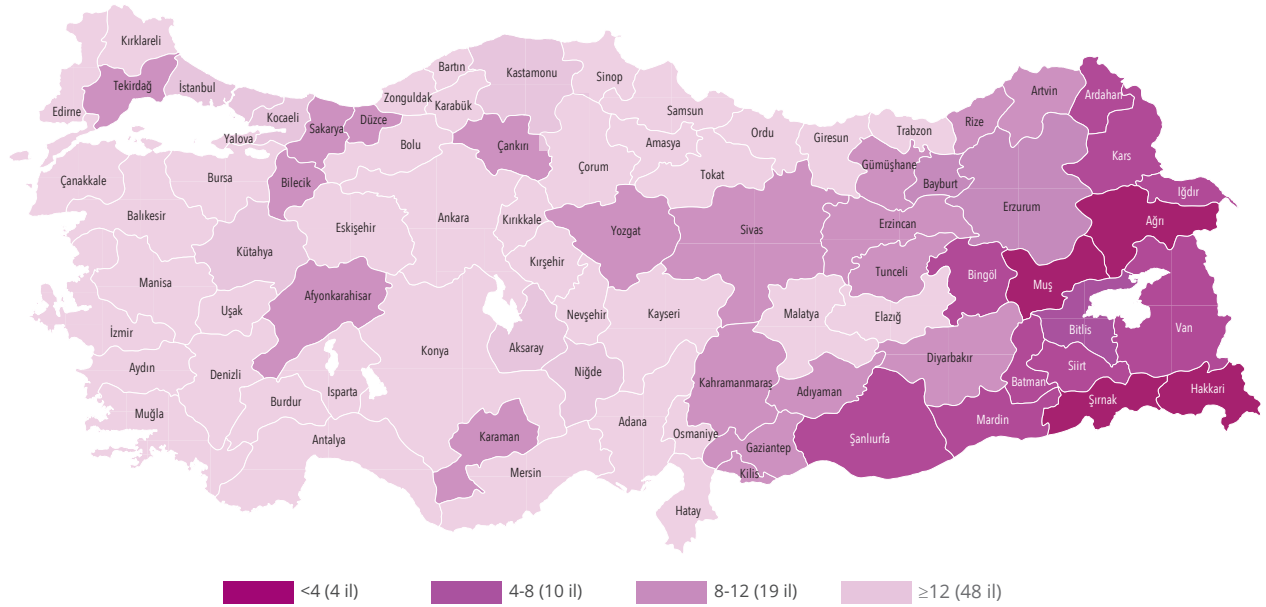 Kırklareli
Tekirdağ
İstanbul
Edirne
Kocaeli
Yalova
Sakarya
Düzce
Zonguldak
Bartın
Karabük
Kastamonu
Sinop
Samsun
Bolu
Çankırı
Çorum
Amasya
Ordu
Giresun
Trabzon
Rize
Artvin
Ardahan
Kars
Iğdır
Ağrı
Çanakkale
Balıkesir
Bursa
Bilecik
Eskişehir
Ankara
Kırıkkale
Tokat
Gümüşhane
Bayburt
Erzurum
Erzincan
Kütahya
Yozgat
Sivas
Kırşehir
Tunceli
Bingöl
Muş
Manisa
Uşak
Afyonkarahisar
Nevşehir
Kayseri
Malatya
Elazığ
Bitlis
Van
İzmir
Konya
Aksaray
Aydın
Denizli
Isparta
Niğde
Kahramanmaraş
Adıyaman
Diyarbakır
Batman
Siirt
Şırnak
Hakkari
Muğla
Burdur
Antalya
Karaman
Mersin
Adana
Osmaniye
Gaziantep
Kilis
Şanlıurfa
Mardin
Hatay
<4 (4 il)
4-8 (10 il)
8-12 (19 il)
≥12 (48 il)